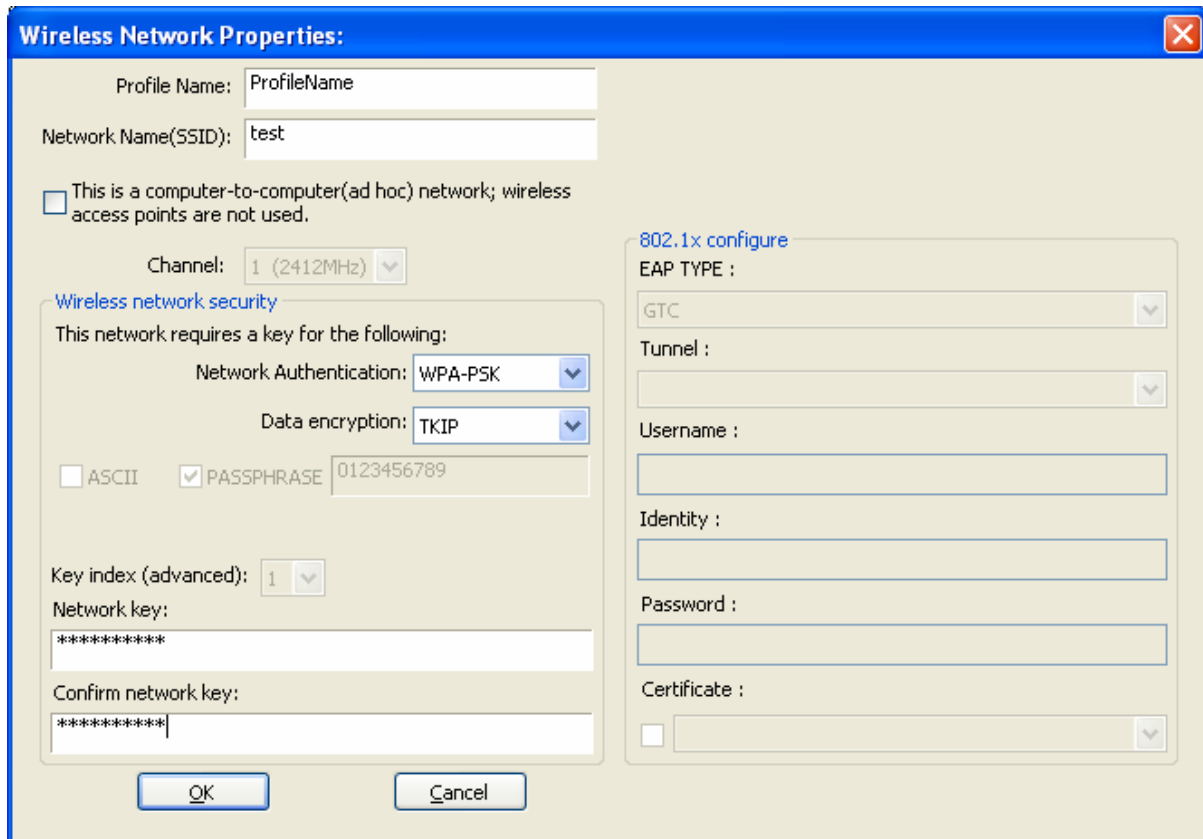 Wireless Network Properties:
Profile Name: ProfileName
Network Name(SSID): test
This is a computer-to-computer(ad hoc) network; wireless
access points are not used.
Channel: 1 (2412MHz)
Wireless network security
This network requires a key for the following:
Network Authentication: WPA-PSK
Data encryption: TKIP
ASCII PASSPHRASE 0123456789
Key index (advanced): 1
Network key:
**********
Confirm network key:
**********
OK Cancel
802.1x configure
EAP TYPE :
GTC
Tunnel :
Username :
Identity :
Password :
Certificate :